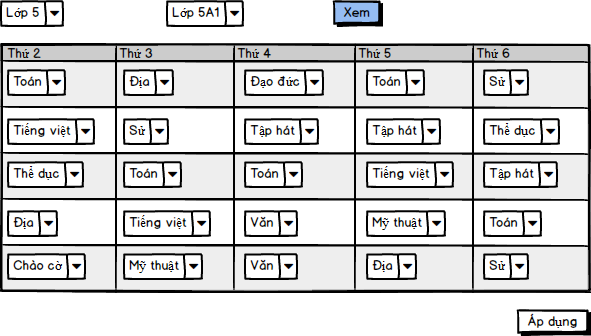 Lớp 5 Lớp 5A1 Xem
Thứ 2 Thứ 3 Thứ 4 Thứ 5 Thứ 6
Toán Địa Đạo đức Toán Sử
Tiếng việt Sử Tập hát Tập hát Thể dục
Thể dục Toán Toán Tiếng việt Tập hát
Địa Tiếng việt Văn Mỹ thuật Toán
Chảo cờ Mỹ thuật Văn Địa Sử
Áp dụng